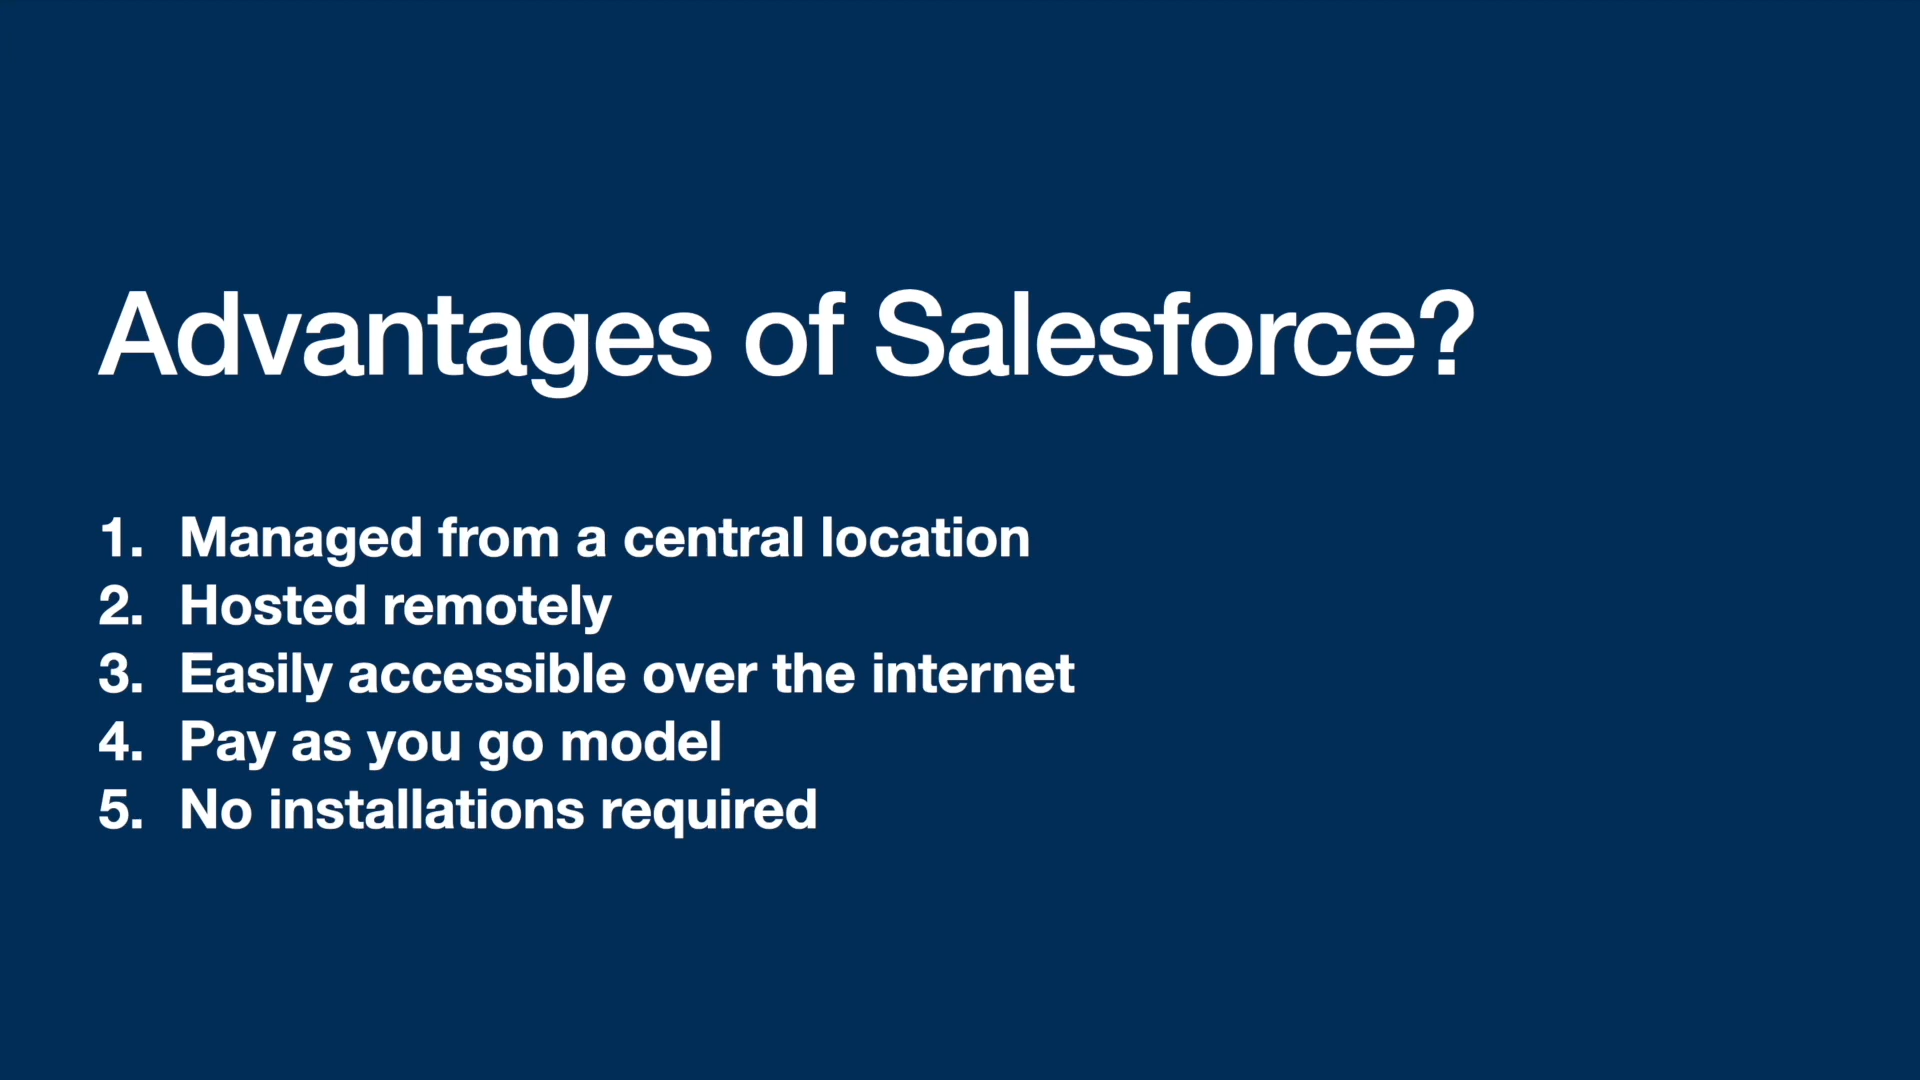 Advantages of Salesforce?
1. Managed from a central location
2. Hosted remotely
3. Easily accessible over the internet
4. Pay as you go model
5. No installations required